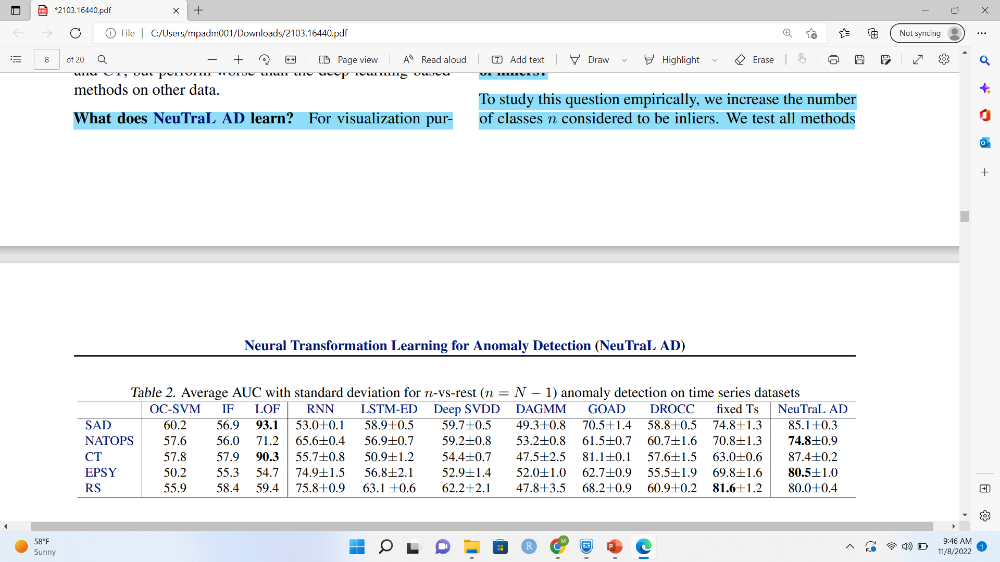 *2103.16440.pdf
File
C:/Users/mpadm001/Downloads/2103.16440.pdf
Not syncing
8 of 20
Page view
Read aloud
Add text
Draw
Highlight
Erase
and CT, but perform worse than the deep learning based
methods on other data.
What does NeuTraL AD learn? For visualization pur-
of inliers?
To study this question empirically, we increase the number
of classes n considered to be inliers. We test all methods
Neural Transformation Learning for Anomaly Detection (NeuTraL AD)
Table 2. Average AUC with standard deviation for n-vs-rest (n = N − 1) anomaly detection on time series datasets
OC-SVM IF LOF RNN LSTM-ED Deep SVDD DAGMM GOAD DROCC fixed Ts NeuTraL AD
SAD 60.2 56.9 93.1 53.0±0.1 58.9±0.5 59.7±0.5 49.3±0.8 70.5±1.4 58.8±0.5 74.8±1.3 85.1±0.3
NATOPS 57.6 56.0 71.2 65.6±0.4 56.9±0.7 59.2±0.8 53.2±0.8 61.5±0.7 60.7±1.6 70.8±1.3 74.8±0.9
CT 57.8 57.9 90.3 55.7±0.8 50.9±1.2 54.4±0.7 47.5±2.5 81.1±0.1 57.6±1.5 63.0±0.6 87.4±0.2
EPSY 50.2 55.3 54.7 74.9±1.5 56.8±2.1 52.9±1.4 52.0±1.0 62.7±0.9 55.5±1.9 69.8±1.6 80.5±1.0
RS 55.9 58.4 59.4 75.8±0.9 63.1 ±0.6 62.2±2.1 47.8±3.5 68.2±0.9 60.9±0.2 81.6±1.2 80.0±0.4
58°F
Sunny
9:46 AM
11/8/2022
1